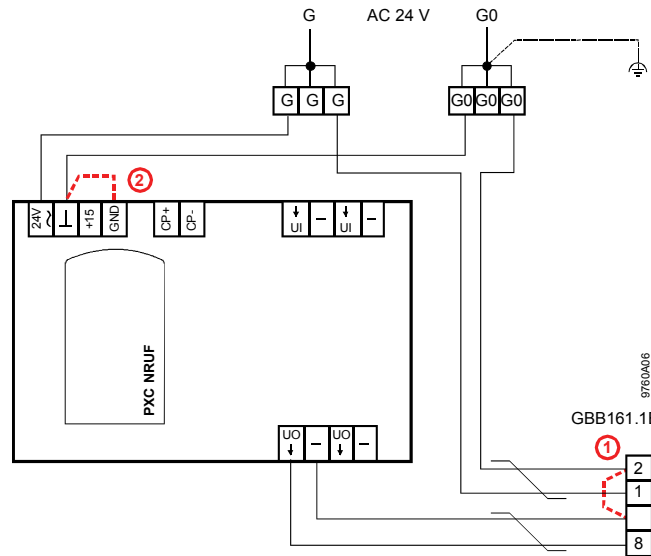 G AC 24 V G0
G G G G0 G0 G0
2
24V ~ ⊥ +15 GND CP+ CP- ↓ UI – ↓ UI –
PXC NRUF
9760A06
GBB161.1
1
UO ↓ – UO ↓ –
2
1
8